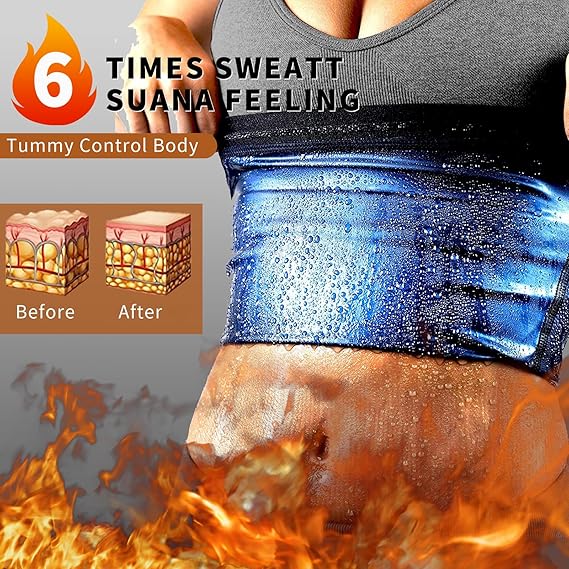 6
TIMES SWEATT
SUANA FEELING
Tummy Control Body
Before
After